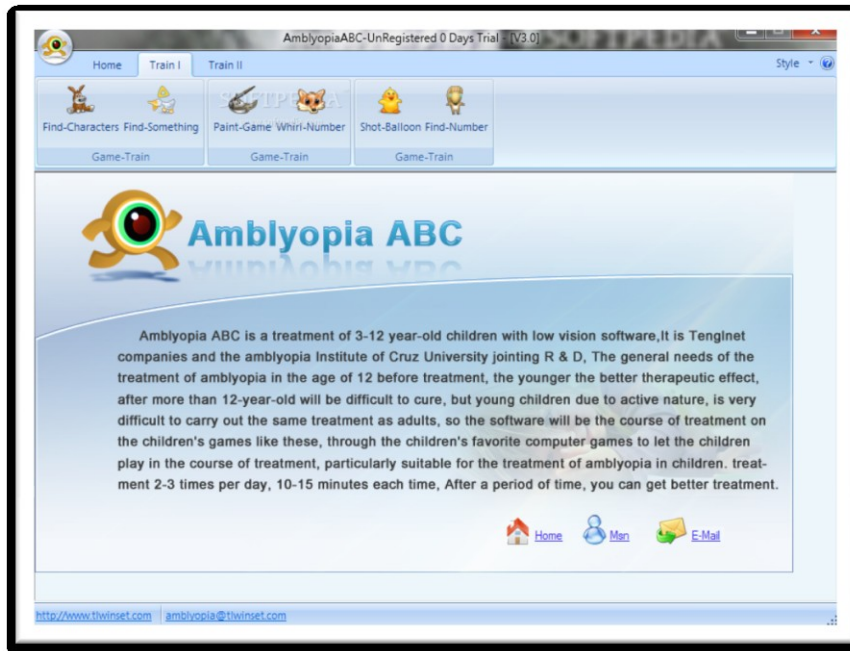 AmblyopiaABC-UnRegistered 0 Days Trial - [V3.0]
SOFTPEDIA
Home Train I Train II Style
SOFTPEDIA
Find-Characters Find-Something Paint-Game Whirl-Number Shot-Balloon Find-Number
Game-Train Game-Train Game-Train
Amblyopia ABC
Amblyopia ABC is a treatment of 3-12 year-old children with low vision software,It is Tenglnet
companies and the amblyopia Institute of Cruz University jointing R & D, The general needs of the
treatment of amblyopia in the age of 12 before treatment, the younger the better therapeutic effect,
after more than 12-year-old will be difficult to cure, but young children due to active nature, is very
difficult to carry out the same treatment as adults, so the software will be the course of treatment on
the children's games like these, through the children's favorite computer games to let the children
play in the course of treatment, particularly suitable for the treatment of amblyopia in children. treat-
ment 2-3 times per day, 10-15 minutes each time, After a period of time, you can get better treatment.
Home Msn E-Mail
http://www.tlwinset.com amblyopia@tlwinset.com